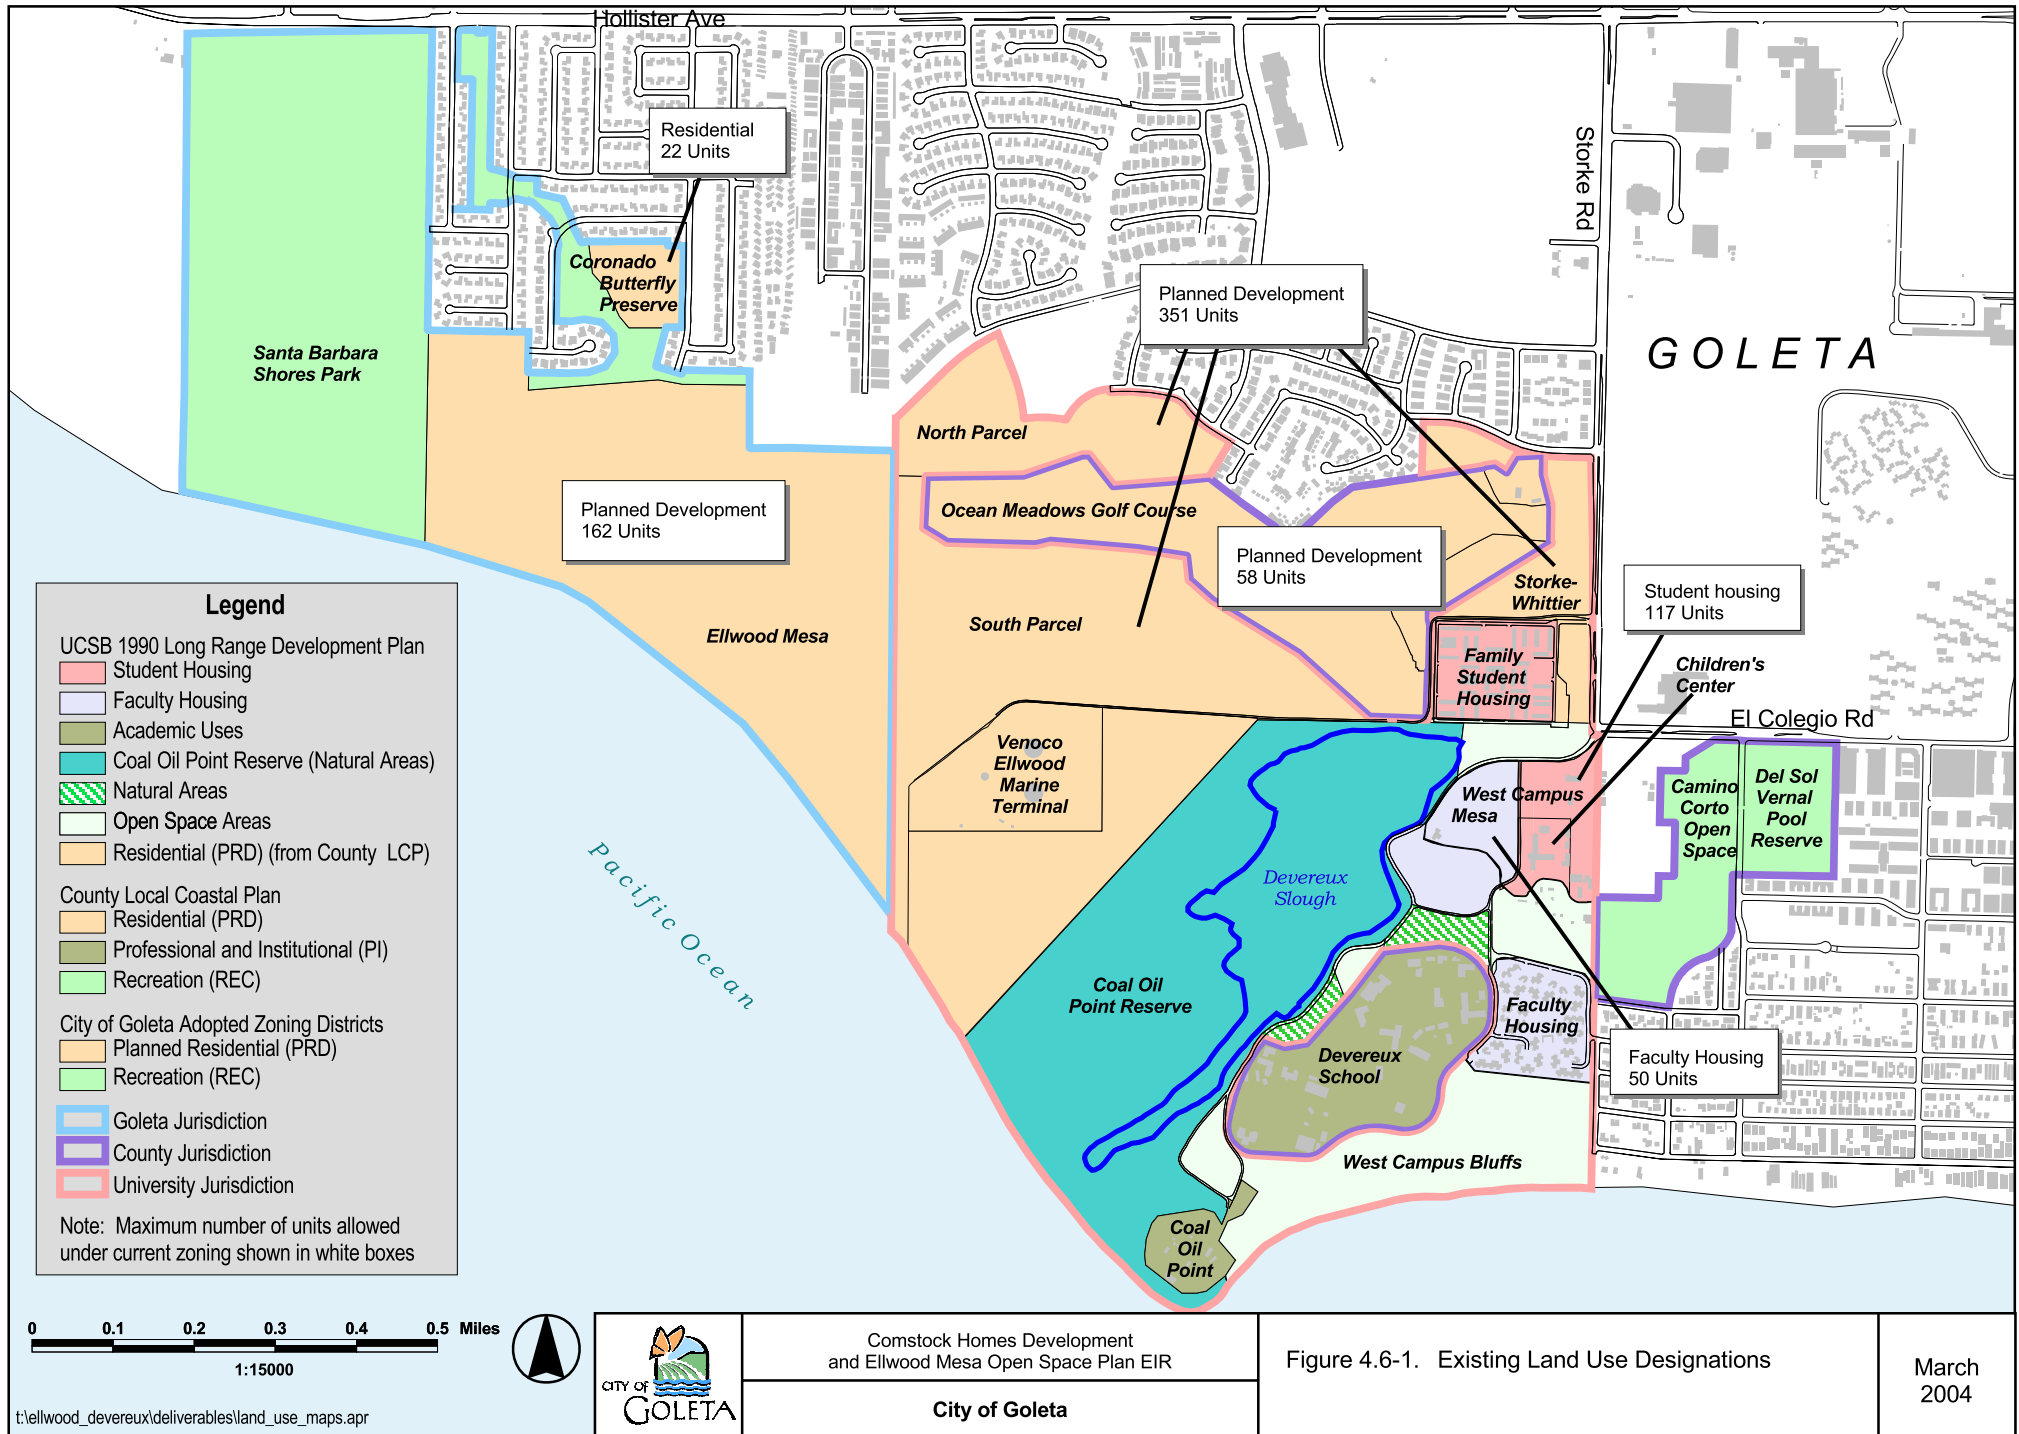 Hollister Ave
Residential
22 Units
Storke Rd
Coronado
Butterfly
Preserve
Planned Development
351 Units
GOLETA
Santa Barbara
Shores Park
North Parcel
Planned Development
162 Units
Ocean Meadows Golf Course
Planned Development
58 Units
Storke-
Whittier
Student housing
117 Units
Ellwood Mesa
South Parcel
Family
Student
Housing
Children's
Center
El Colegio Rd
Venoco
Ellwood
Marine
Terminal
West Campus
Mesa
Camino
Corto
Open
Space
Del Sol
Vernal
Pool
Reserve
Pacific Ocean
Devereux
Slough
Coal Oil
Point Reserve
Faculty
Housing
Devereux
School
Faculty Housing
50 Units
West Campus Bluffs
Coal
Oil
Point
Legend
UCSB 1990 Long Range Development Plan
Student Housing
Faculty Housing
Academic Uses
Coal Oil Point Reserve (Natural Areas)
Natural Areas
Open Space Areas
Residential (PRD) (from County LCP)
County Local Coastal Plan
Residential (PRD)
Professional and Institutional (PI)
Recreation (REC)
City of Goleta Adopted Zoning Districts
Planned Residential (PRD)
Recreation (REC)
Goleta Jurisdiction
County Jurisdiction
University Jurisdiction
Note: Maximum number of units allowed
under current zoning shown in white boxes
0 0.1 0.2 0.3 0.4 0.5 Miles
1:15000
t:\ellwood_devereux\deliverables\land_use_maps.apr
CITY OF
GOLETA
Comstock Homes Development
and Ellwood Mesa Open Space Plan EIR
City of Goleta
Figure 4.6-1. Existing Land Use Designations
March
2004